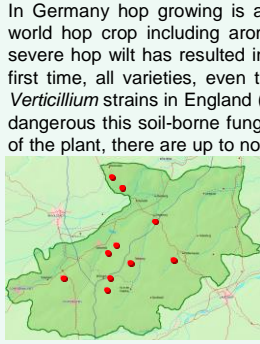 In Germany hop growing is a
world hop crop including aron
severe hop wilt has resulted in
first time, all varieties, even t
Verticillium strains in England (
dangerous this soil-borne fung
of the plant, there are up to no